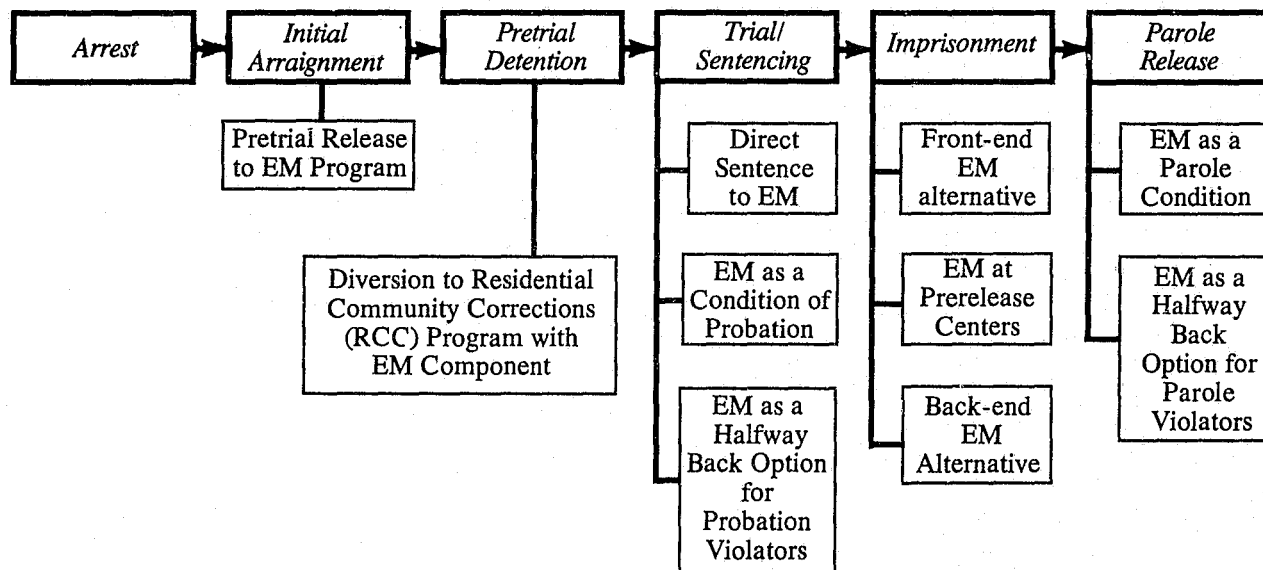 Arrest
Initial
Arraignment
Pretrial
Detention
Trial/
Sentencing
Imprisonment
Parole
Release
Pretrial Release
to EM Program
Diversion to Residential
Community Corrections
(RCC) Program with
EM Component
Direct
Sentence
to EM
EM as a
Condition of
Probation
EM as a
Halfway
Back Option
for
Probation
Violators
Front-end
EM
alternative
EM at
Prerelease
Centers
Back-end
EM
Alternative
EM as a
Parole
Condition
EM as a
Halfway
Back
Option for
Parole
Violators